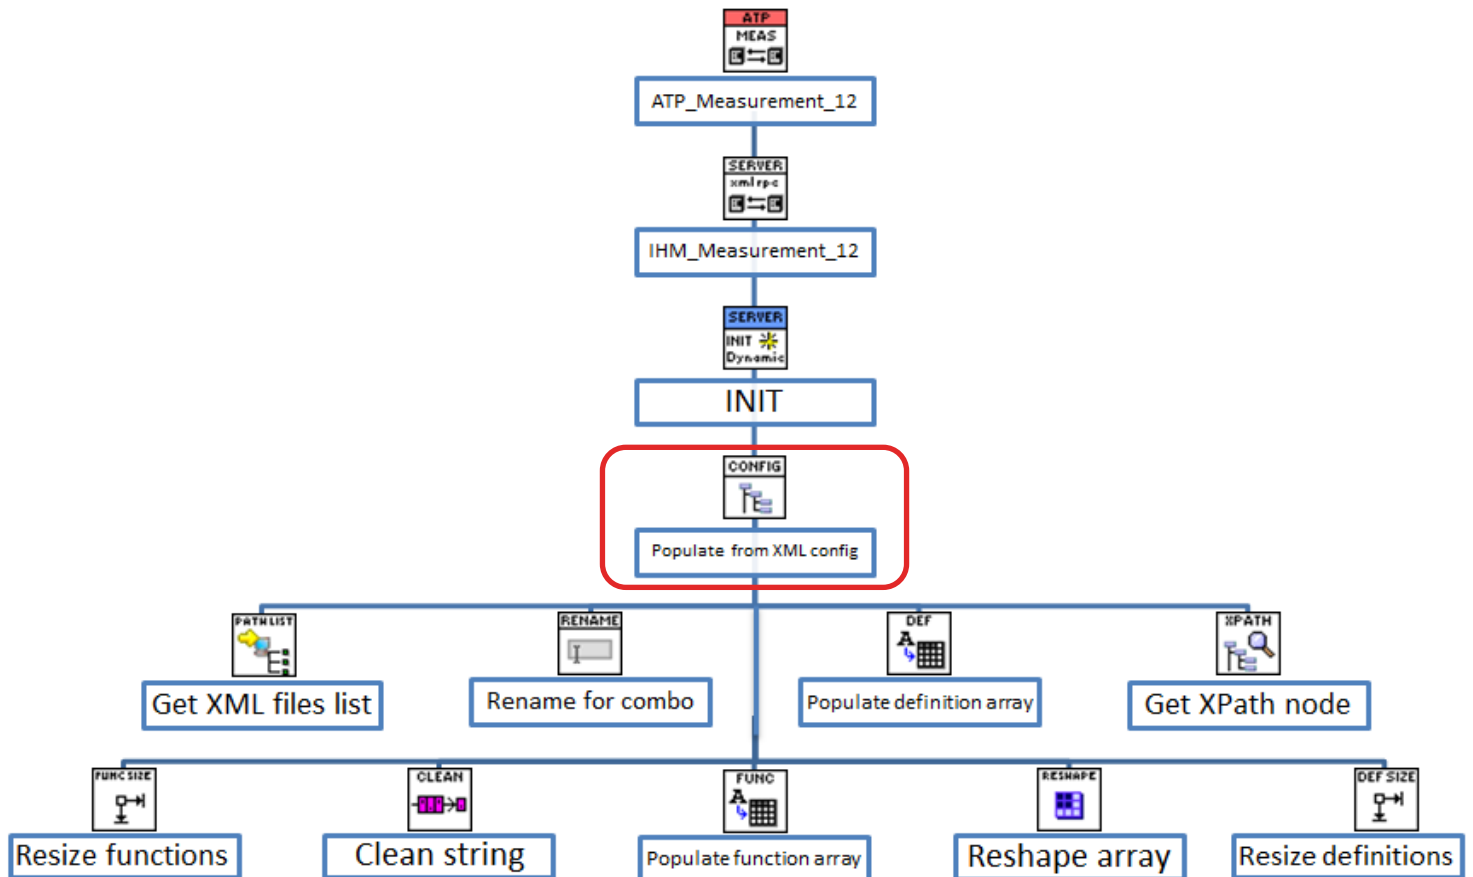 ATP
MEAS
ATP_Measurement_12
SERVER
xmlrpc
IHM_Measurement_12
SERVER
INIT
Dynamic
INIT
CONFIG
Populate from XML config
PATH LIST
RENAME
DEF
A
XPATH
Get XML files list
Rename for combo
Populate definition array
Get XPath node
FUNC SIZE
CLEAN
FUNC
A
RESHAPE
DEF SIZE
Resize functions
Clean string
Populate function array
Reshape array
Resize definitions